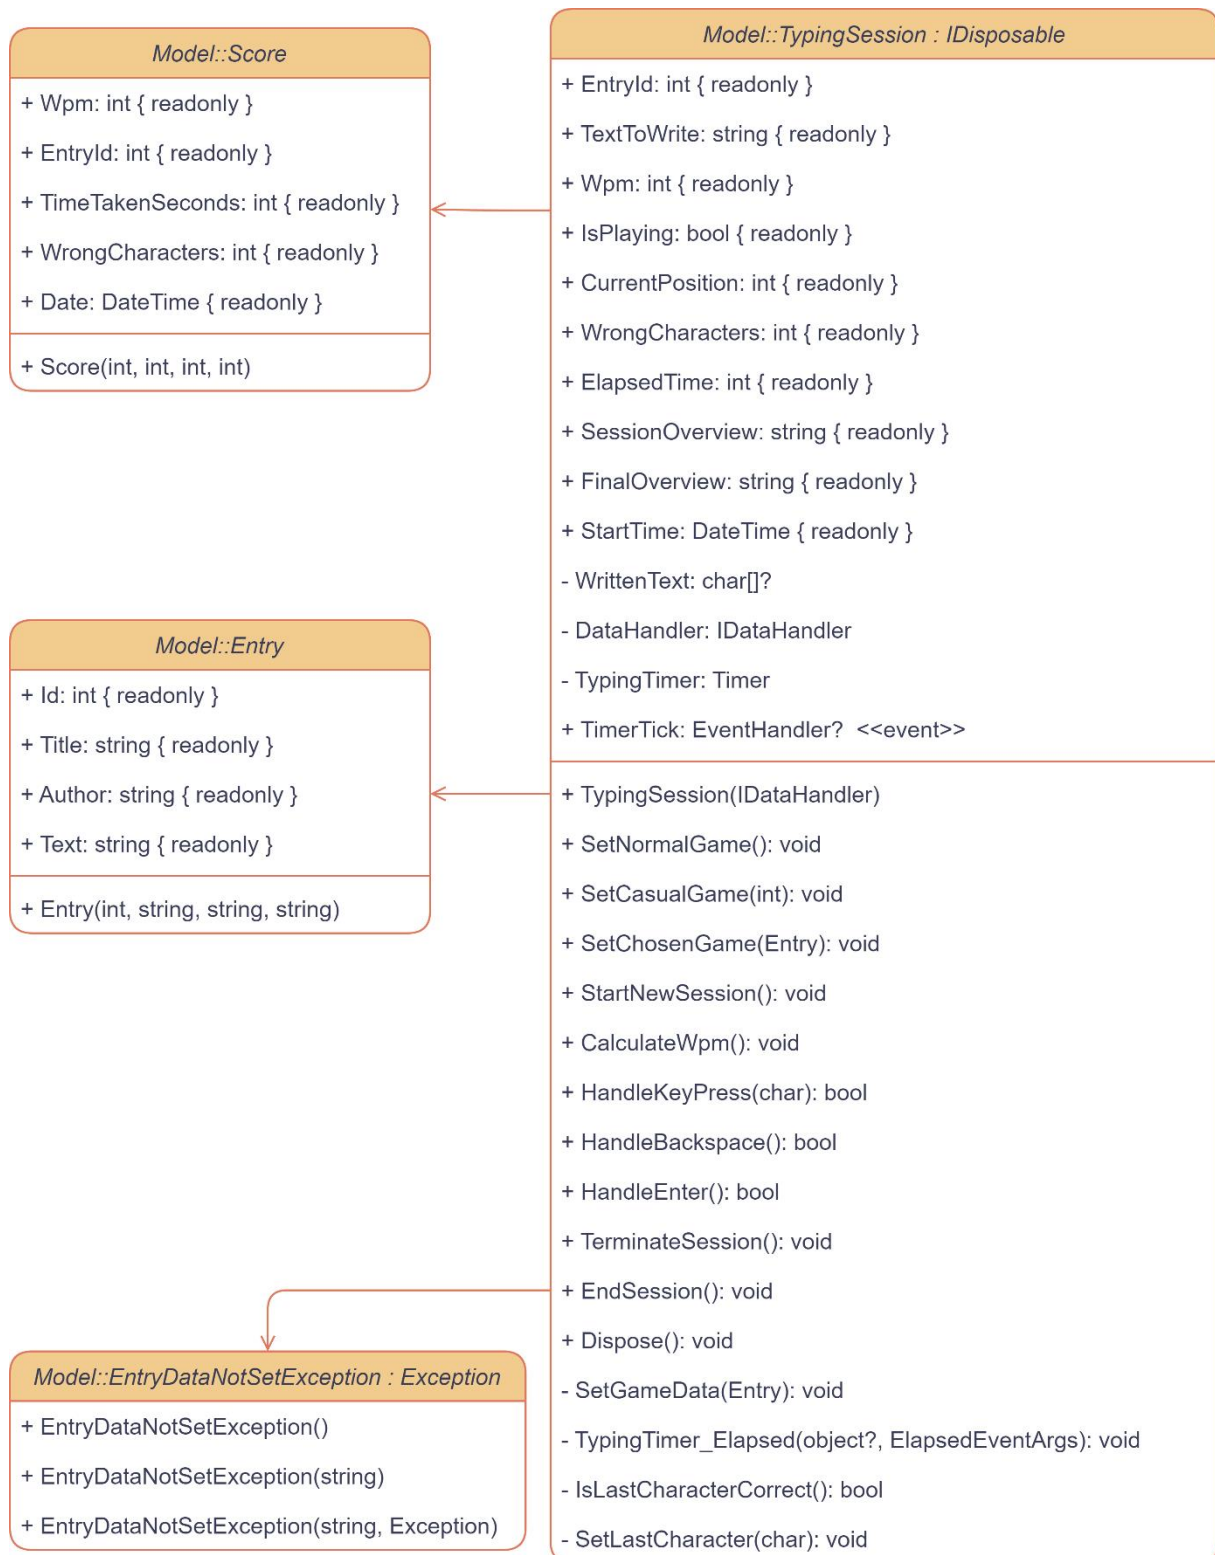 Model::Score
+ Wpm: int { readonly }
+ EntryId: int { readonly }
+ TimeTakenSeconds: int { readonly }
+ WrongCharacters: int { readonly }
+ Date: DateTime { readonly }
+ Score(int, int, int, int)
Model::TypingSession : IDisposable
+ EntryId: int { readonly }
+ TextToWrite: string { readonly }
+ Wpm: int { readonly }
+ IsPlaying: bool { readonly }
+ CurrentPosition: int { readonly }
+ WrongCharacters: int { readonly }
+ ElapsedTime: int { readonly }
+ SessionOverview: string { readonly }
+ FinalOverview: string { readonly }
+ StartTime: DateTime { readonly }
- WrittenText: char[]?
- DataHandler: IDataHandler
- TypingTimer: Timer
+ TimerTick: EventHandler? <<event>>
+ TypingSession(IDataHandler)
+ SetNormalGame(): void
+ SetCasualGame(int): void
+ SetChosenGame(Entry): void
+ StartNewSession(): void
+ CalculateWpm(): void
+ HandleKeyPress(char): bool
+ HandleBackspace(): bool
+ HandleEnter(): bool
+ TerminateSession(): void
+ EndSession(): void
+ Dispose(): void
- SetGameData(Entry): void
- TypingTimer_Elapsed(object?, ElapsedEventArgs): void
- IsLastCharacterCorrect(): bool
- SetLastCharacter(char): void
Model::Entry
+ Id: int { readonly }
+ Title: string { readonly }
+ Author: string { readonly }
+ Text: string { readonly }
+ Entry(int, string, string, string)
Model::EntryDataNotSetException : Exception
+ EntryDataNotSetException()
+ EntryDataNotSetException(string)
+ EntryDataNotSetException(string, Exception)